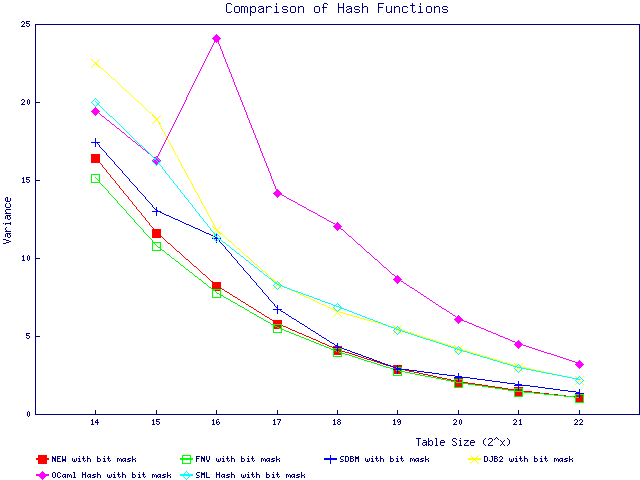 Comparison of Hash Functions
25
20
15
10
5
0
Variance
14 15 16 17 18 19 20 21 22
Table Size (2^x)
NEW with bit mask FNV with bit mask SDBM with bit mask DJB2 with bit mask
OCaml Hash with bit mask SML Hash with bit mask